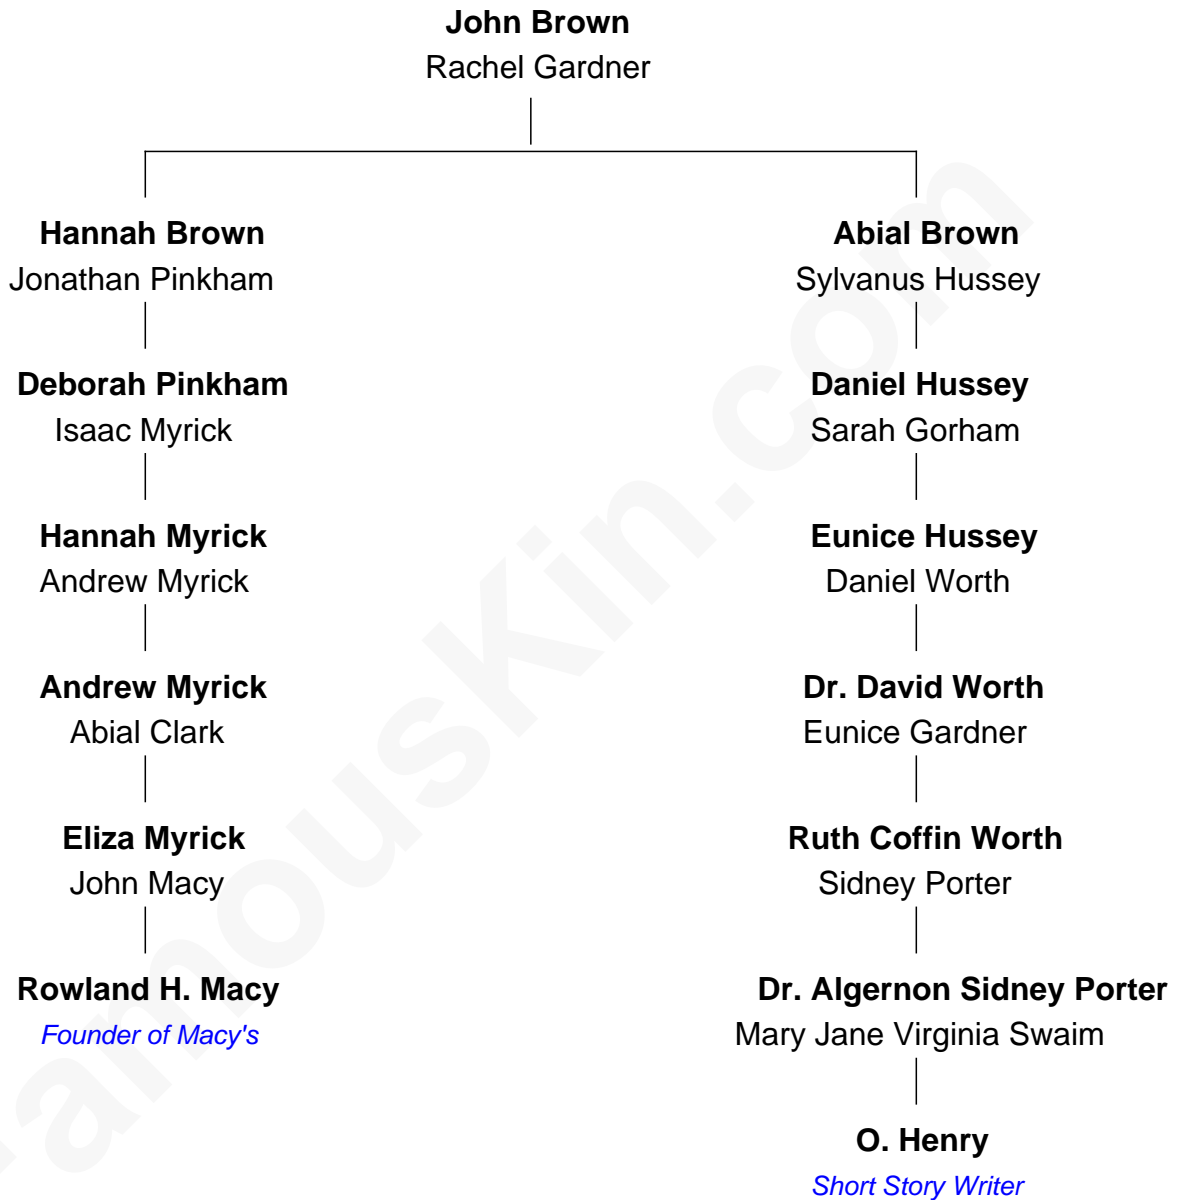 John Brown
Rachel Gardner
Hannah Brown
Jonathan Pinkham
Abial Brown
Sylvanus Hussey
Deborah Pinkham
Isaac Myrick
Daniel Hussey
Sarah Gorham
Hannah Myrick
Andrew Myrick
Eunice Hussey
Daniel Worth
Andrew Myrick
Abial Clark
Dr. David Worth
Eunice Gardner
Eliza Myrick
John Macy
Ruth Coffin Worth
Sidney Porter
Rowland H. Macy
Founder of Macy's
Dr. Algernon Sidney Porter
Mary Jane Virginia Swaim
O. Henry
Short Story Writer
FamousKin.com